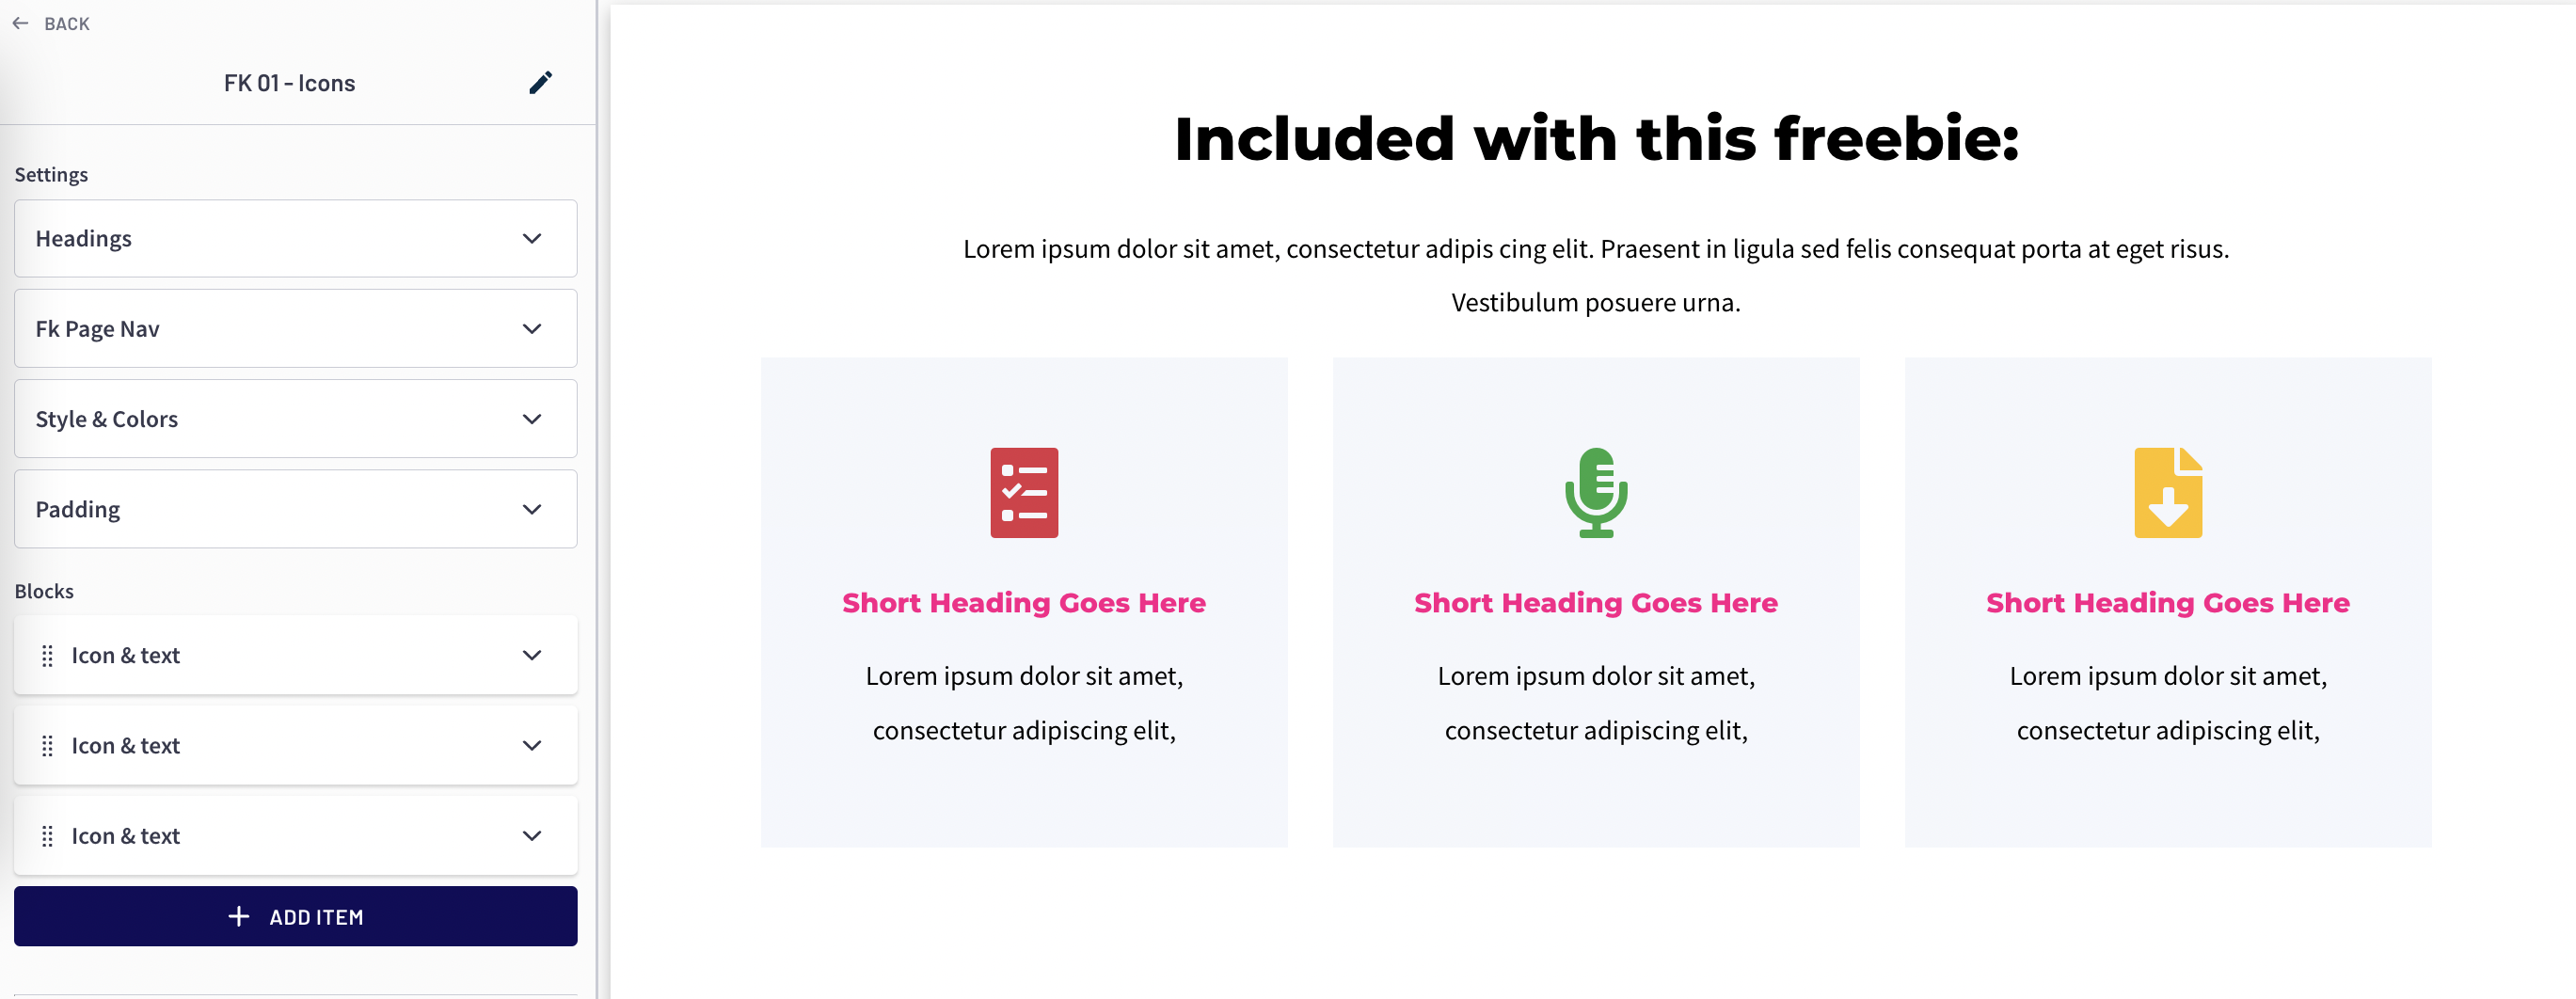 BACK
FK 01 - Icons
Settings
Headings
Fk Page Nav
Style & Colors
Padding
Blocks
Icon & text
Icon & text
Icon & text
ADD ITEM
Included with this freebie:
Lorem ipsum dolor sit amet, consectetur adipis cing elit. Praesent in ligula sed felis consequat porta at eget risus.
Vestibulum posuere urna.
Short Heading Goes Here
Lorem ipsum dolor sit amet,
consectetur adipiscing elit,
Short Heading Goes Here
Lorem ipsum dolor sit amet,
consectetur adipiscing elit,
Short Heading Goes Here
Lorem ipsum dolor sit amet,
consectetur adipiscing elit,